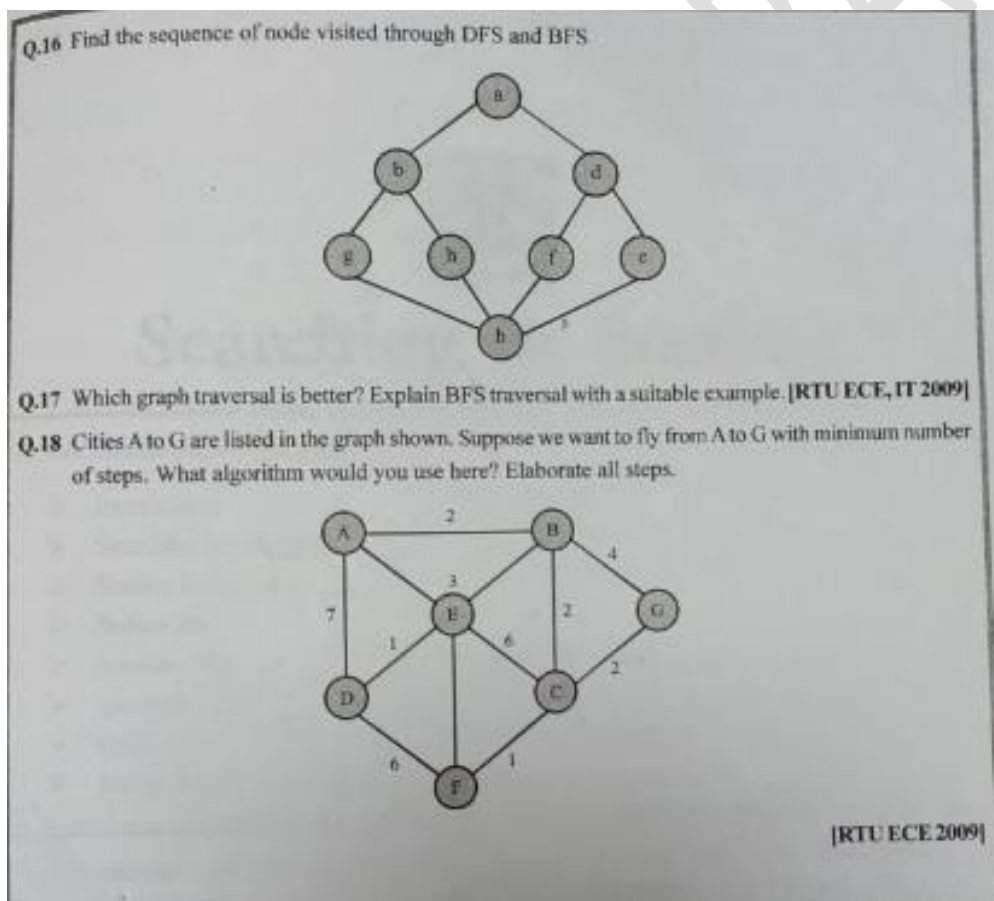 Q.16 Find the sequence of node visited through DFS and BFS
a
b d
g h f e
h
Q.17 Which graph traversal is better? Explain BFS traversal with a suitable example. [RTU ECE, IT 2009]
Q.18 Cities A to G are listed in the graph shown. Suppose we want to fly from A to G with minimum number
of steps. What algorithm would you use here? Elaborate all steps.
2
A B
4
3
7 E 2 G
1 6
2
D C
6 1
F
[RTU ECE 2009]